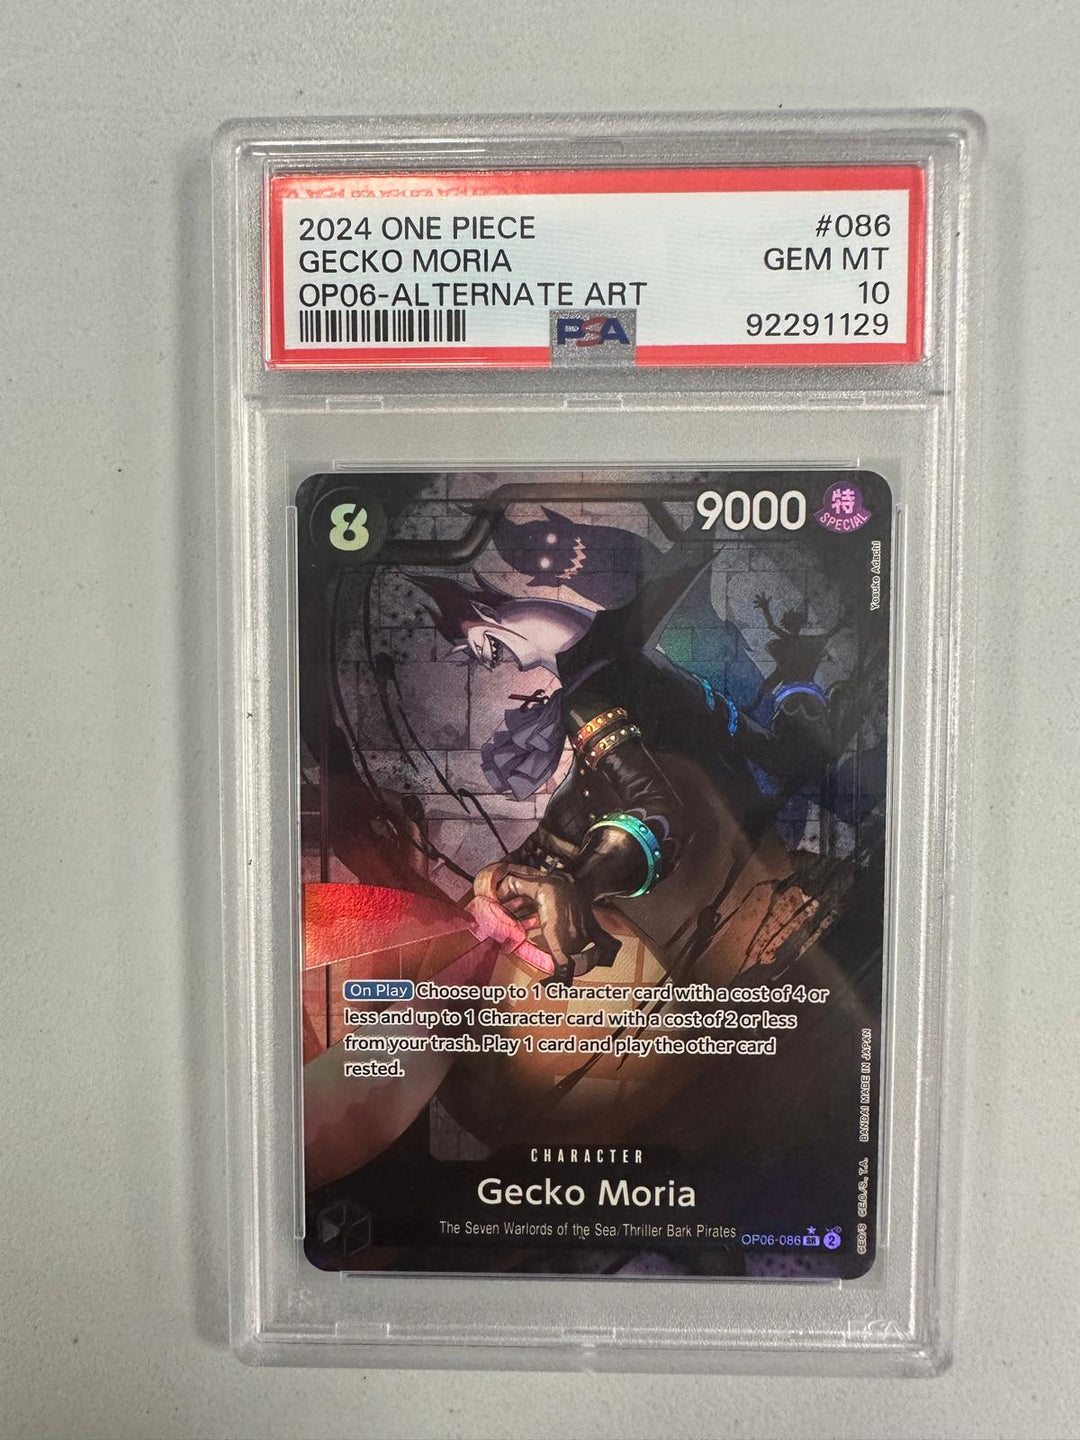 2024 ONE PIECE #086
GECKO MORIA GEM MT
OP06-ALTERNATE ART 10
PSA 92291129
8 9000 特
SPECIAL
Yosuke Adachi
On Play Choose up to 1 Character card with a cost of 4 or
less and up to 1 Character card with a cost of 2 or less
from your trash. Play 1 card and play the other card
rested.
CHARACTER
Gecko Moria
The Seven Warlords of the Sea/Thriller Bark Pirates
OP06-086 2
BANDAI MADE IN JAPAN